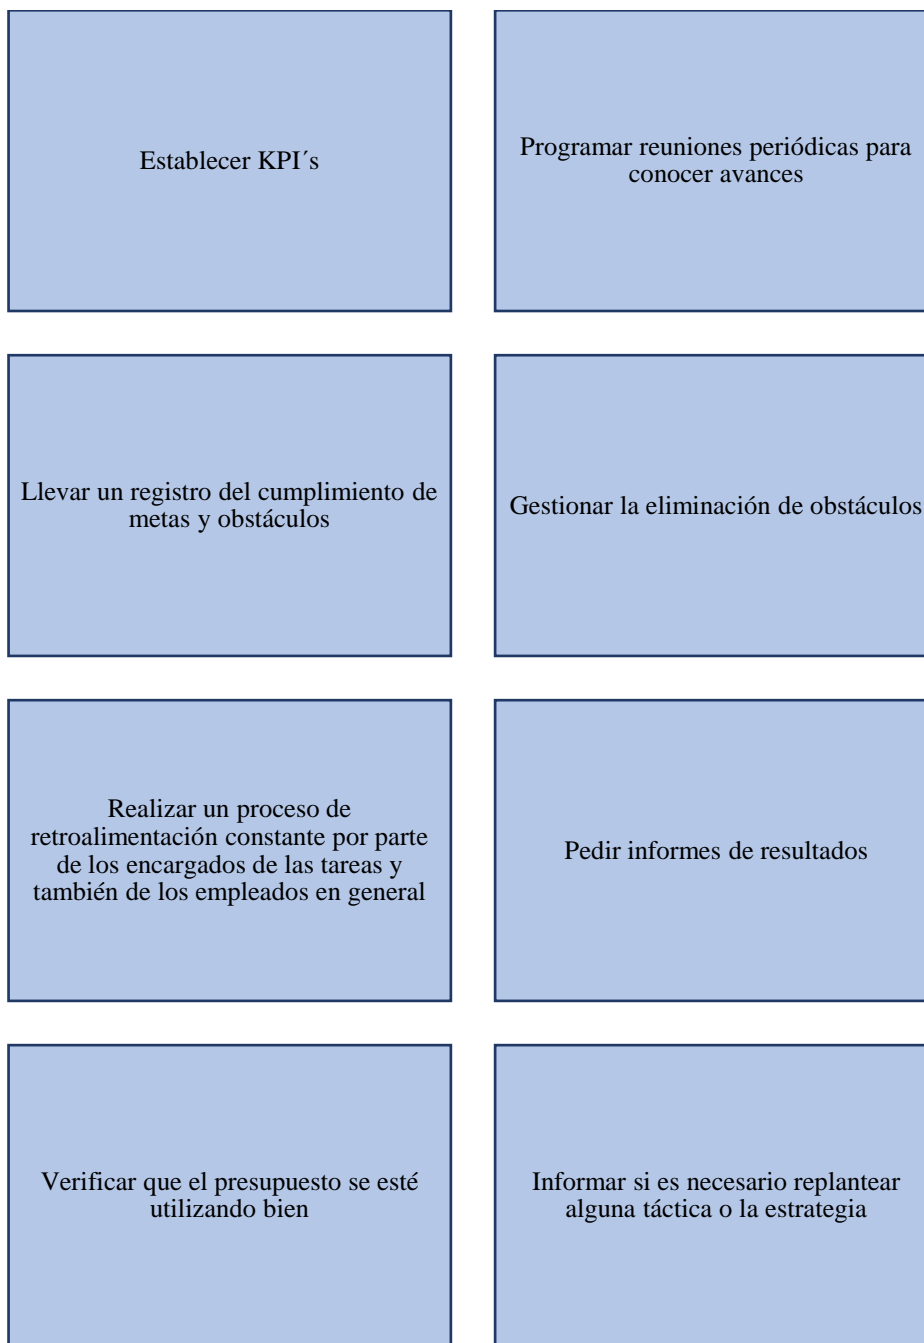 Establecer KPI´s
Programar reuniones periódicas para
conocer avances
Llevar un registro del cumplimiento de
metas y obstáculos
Gestionar la eliminación de obstáculos
Realizar un proceso de
retroalimentación constante por parte
de los encargados de las tareas y
también de los empleados en general
Pedir informes de resultados
Verificar que el presupuesto se esté
utilizando bien
Informar si es necesario replantear
alguna táctica o la estrategia